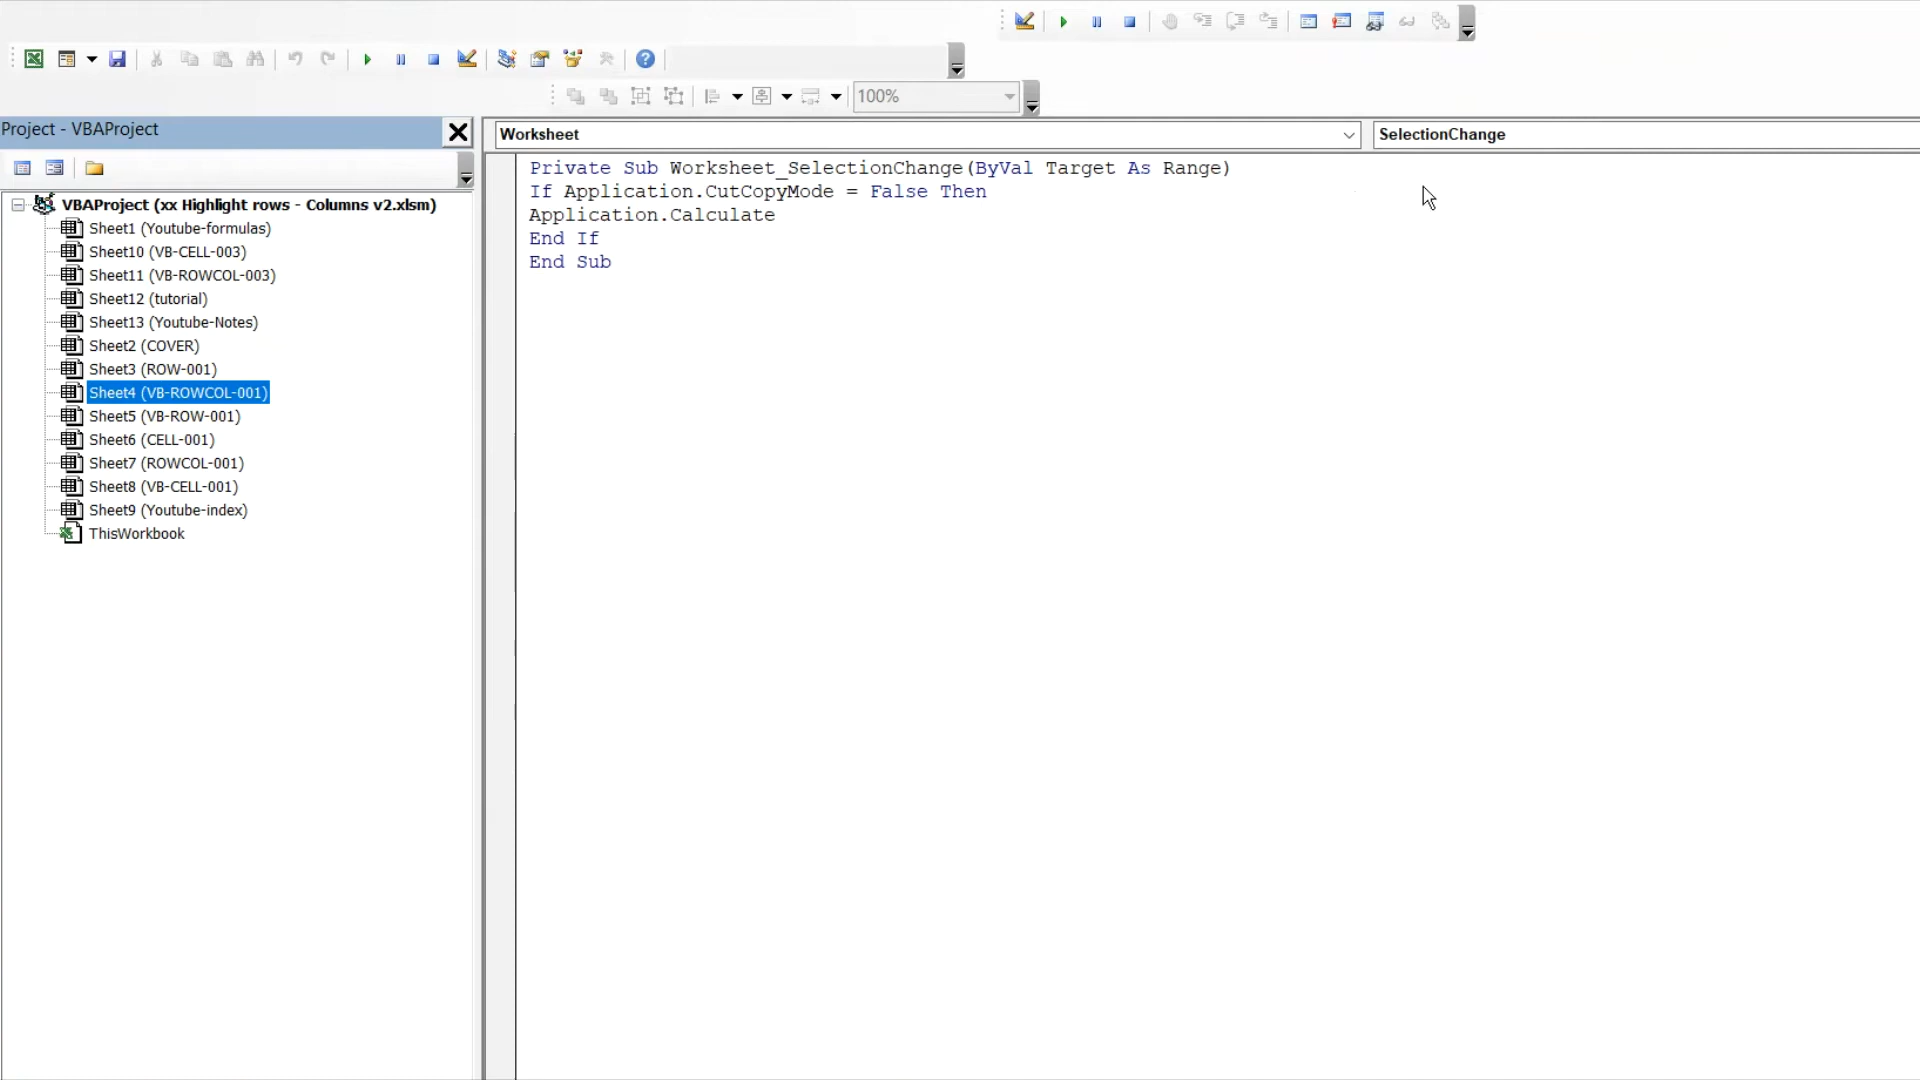 100%
Project - VBAProject
Worksheet
SelectionChange
VBAProject (xx Highlight rows - Columns v2.xlsm)
Sheet1 (Youtube-formulas)
Sheet10 (VB-CELL-003)
Sheet11 (VB-ROWCOL-003)
Sheet12 (tutorial)
Sheet13 (Youtube-Notes)
Sheet2 (COVER)
Sheet3 (ROW-001)
Sheet4 (VB-ROWCOL-001)
Sheet5 (VB-ROW-001)
Sheet6 (CELL-001)
Sheet7 (ROWCOL-001)
Sheet8 (VB-CELL-001)
Sheet9 (Youtube-index)
ThisWorkbook
Private Sub Worksheet_SelectionChange(ByVal Target As Range)
If Application.CutCopyMode = False Then
Application.Calculate
End If
End Sub